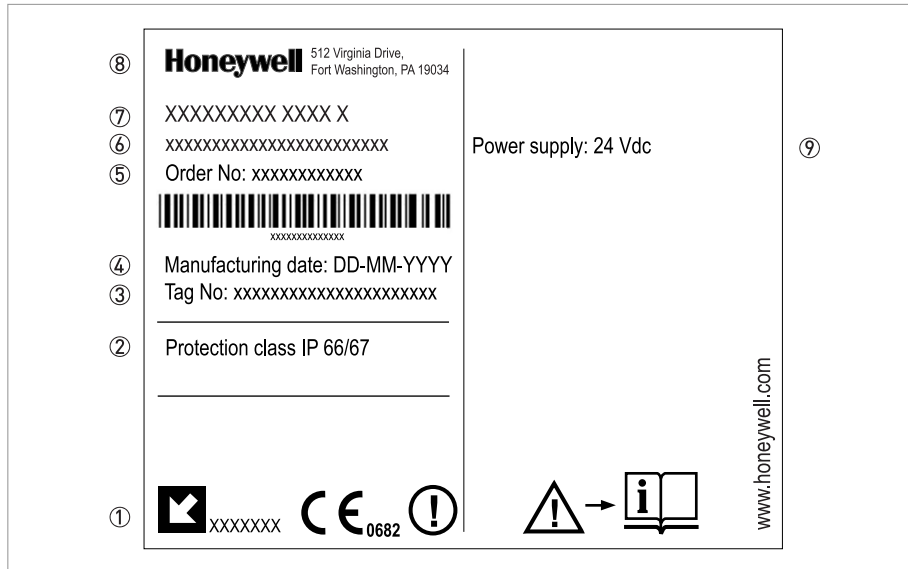 ⑧ Honeywell 512 Virginia Drive,
Fort Washington, PA 19034
⑦ XXXXXXXXX XXXX X
⑥ xxxxxxxxxxxxxxxxxxxxxxxx
Power supply: 24 Vdc ⑨
⑤ Order No: xxxxxxxxxxxx
xxxxxxxxxxxxxx
④ Manufacturing date: DD-MM-YYYY
③ Tag No: xxxxxxxxxxxxxxxxxxxxxx
② Protection class IP 66/67
① XXXXXXX CE 0682 ! ! i
www.honeywell.com